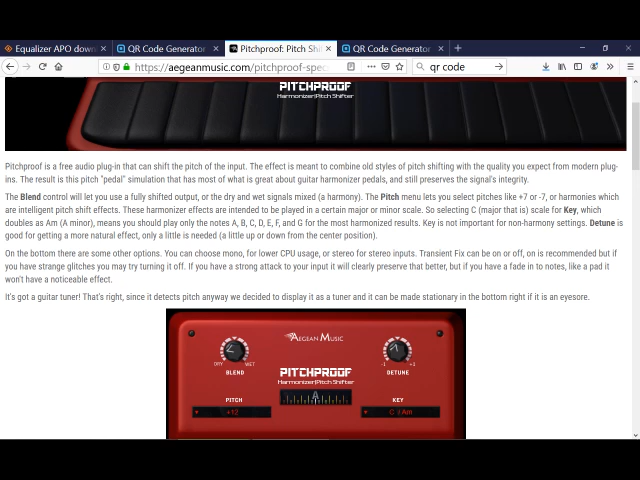 Equalizer APO down
QR Code Generator
Pitchproof: Pitch Shi
QR Code Generator
https://aegeanmusic.com/pitchproof-spec
qr code
PITCHPROOF
Harmonizer|Pitch Shifter
Pitchproof is a free audio plug-in that can shift the pitch of the input. The effect is meant to combine old styles of pitch shifting with the quality you expect from modern plug-
ins. The result is this pitch "pedal" simulation that has most of what is great about guitar harmonizer pedals, and still preserves the signal's integrity.
The Blend control will let you use a fully shifted output, or the dry and wet signals mixed (a harmony). The Pitch menu lets you select pitches like +7 or -7, or harmonies which
are intelligent pitch shift effects. These harmonizer effects are intended to be played in a certain major or minor scale. So selecting C (major that is) scale for Key, which
doubles as Am (A minor), means you should play only the notes A, B, C, D, E, F, and G for the most harmonized results. Key is not important for non-harmony settings. Detune is
good for getting a more natural effect, only a little is needed (a little up or down from the center position).
On the bottom there are some other options. You can choose mono, for lower CPU usage, or stereo for stereo inputs. Transient Fix can be on or off, on is recommended but if
you have strange glitches you may try turning it off. If you have a strong attack to your input it will clearly preserve that better, but if you have a fade in to notes, like a pad it
won't have a noticeable effect.
It's got a guitar tuner! That's right, since it detects pitch anyway we decided to display it as a tuner and it can be made stationary in the bottom right if it is an eyesore.
AEGEAN MUSIC
DRY WET
BLEND
-1 +1
DETUNE
PITCHPROOF
Harmonizer|Pitch Shifter
A
PITCH
+12
KEY
C / Am